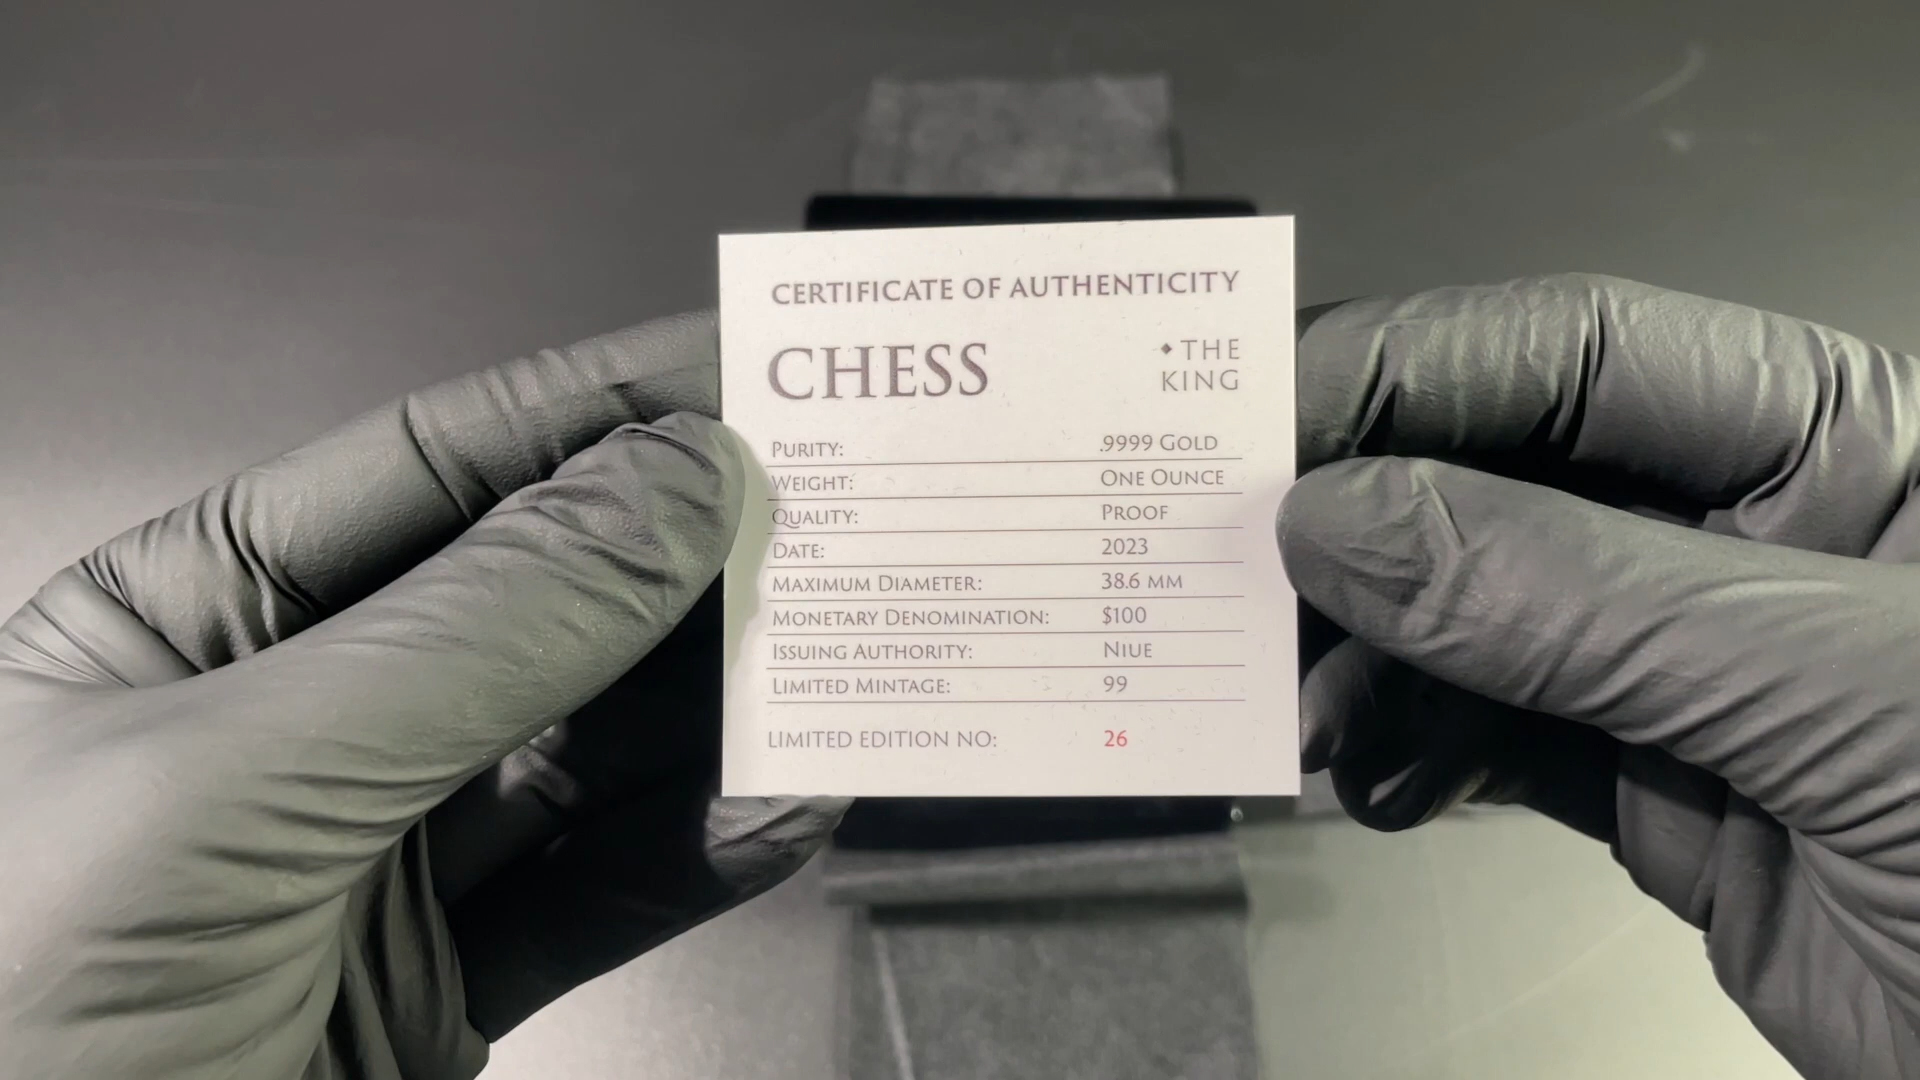 CERTIFICATE OF AUTHENTICITY
CHESS
◆ THE
KING
PURITY: .9999 GOLD
WEIGHT: ONE OUNCE
QUALITY: PROOF
DATE: 2023
MAXIMUM DIAMETER: 38.6 MM
MONETARY DENOMINATION: $100
ISSUING AUTHORITY: NIUE
LIMITED MINTAGE: 99
LIMITED EDITION NO: 26